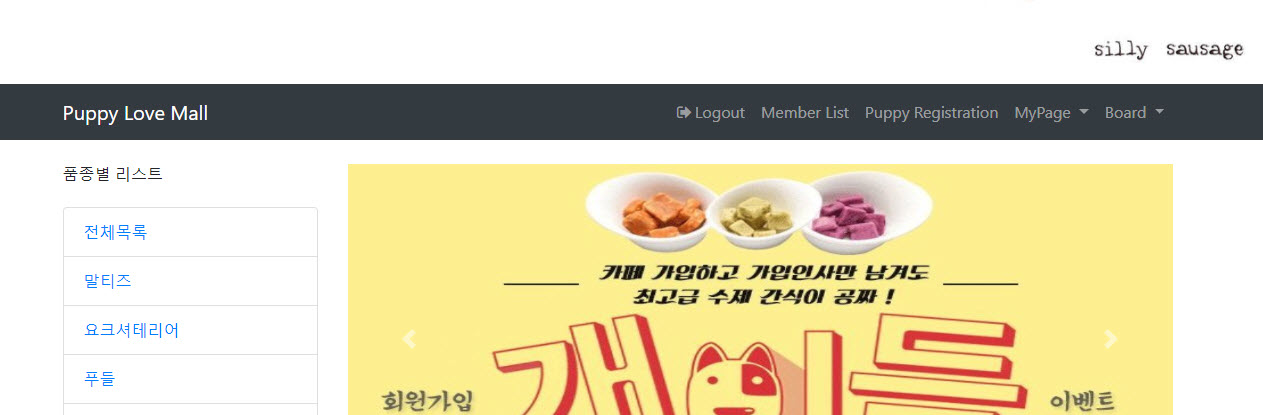 silly sausage
Puppy Love Mall
Logout Member List Puppy Registration MyPage Board
품종별 리스트
전체목록
말티즈
요크셔테리어
푸들
카페 가입하고 가입인사만 남겨도
최고급 수제 간식이 공짜 !
개이득
회원가입
이벤트